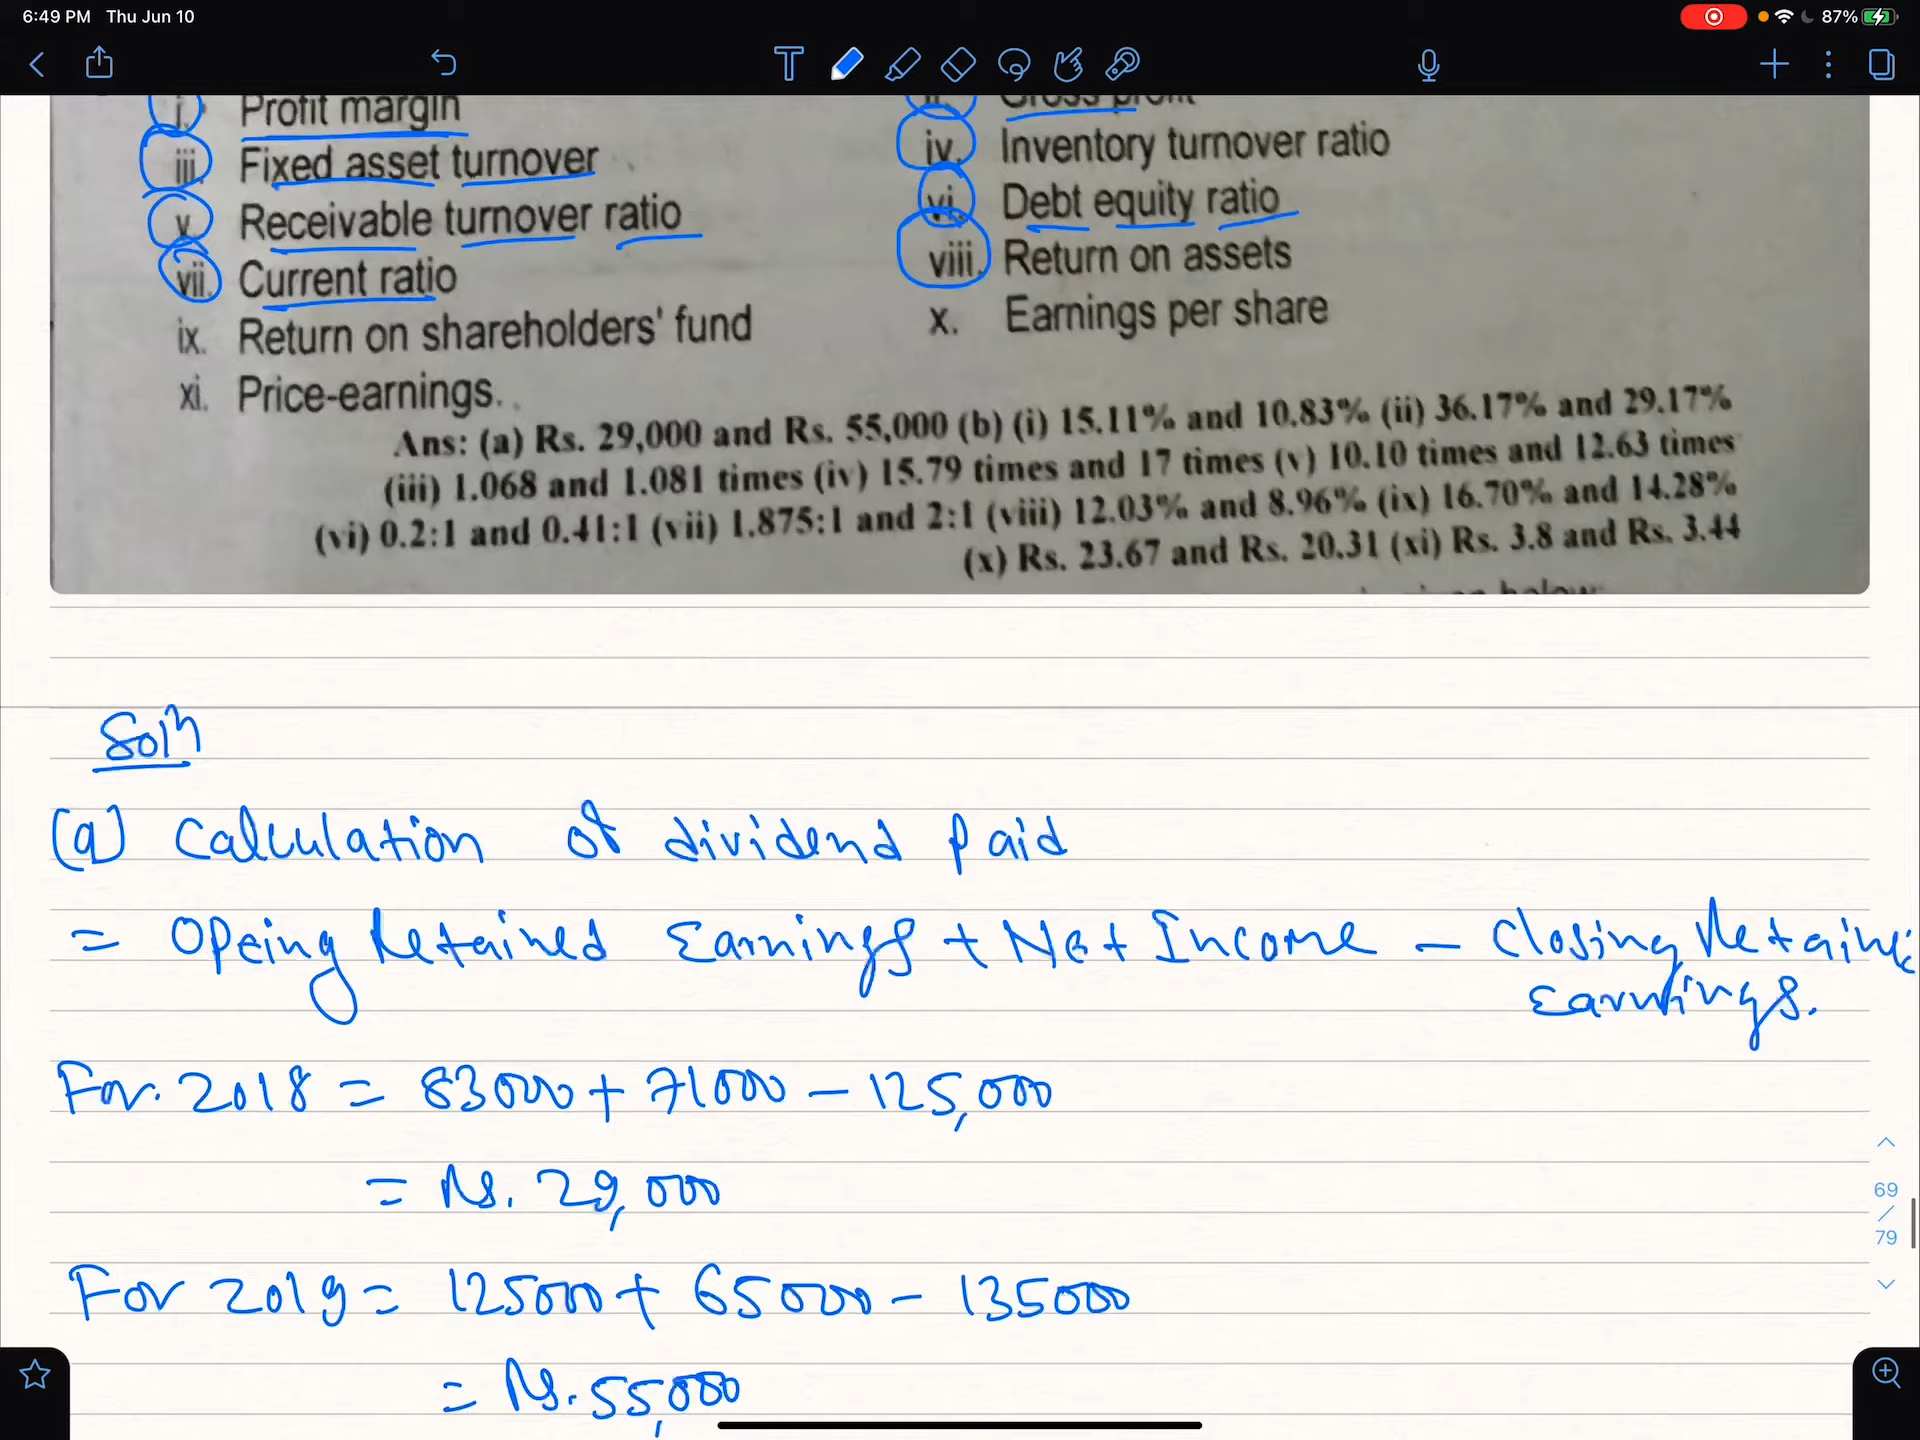 6:49 PM Thu Jun 10
87%
T
i. Profit margin
ii. Gross profit
iii. Fixed asset turnover
iv. Inventory turnover ratio
v. Receivable turnover ratio
vi. Debt equity ratio
vii. Current ratio
viii. Return on assets
ix. Return on shareholders' fund
x. Earnings per share
xi. Price-earnings.
Ans: (a) Rs. 29,000 and Rs. 55,000 (b) (i) 15.11% and 10.83% (ii) 36.17% and 29.17%
(iii) 1.068 and 1.081 times (iv) 15.79 times and 17 times (v) 10.10 times and 12.63 times
(vi) 0.2:1 and 0.41:1 (vii) 1.875:1 and 2:1 (viii) 12.03% and 8.96% (ix) 16.70% and 14.28%
(x) Rs. 23.67 and Rs. 20.31 (xi) Rs. 3.8 and Rs. 3.44
given below:
Soln
(a) Calculation of dividend Paid
= Opeing Retained Earnings + Net Income - Closing Retaine
Earnings.
For. 2018 = 83000 + 71000 - 125,000
= Rs. 29,000
For 2019 = 125000 + 65000 - 135000
= Rs. 55,000
69
/
79